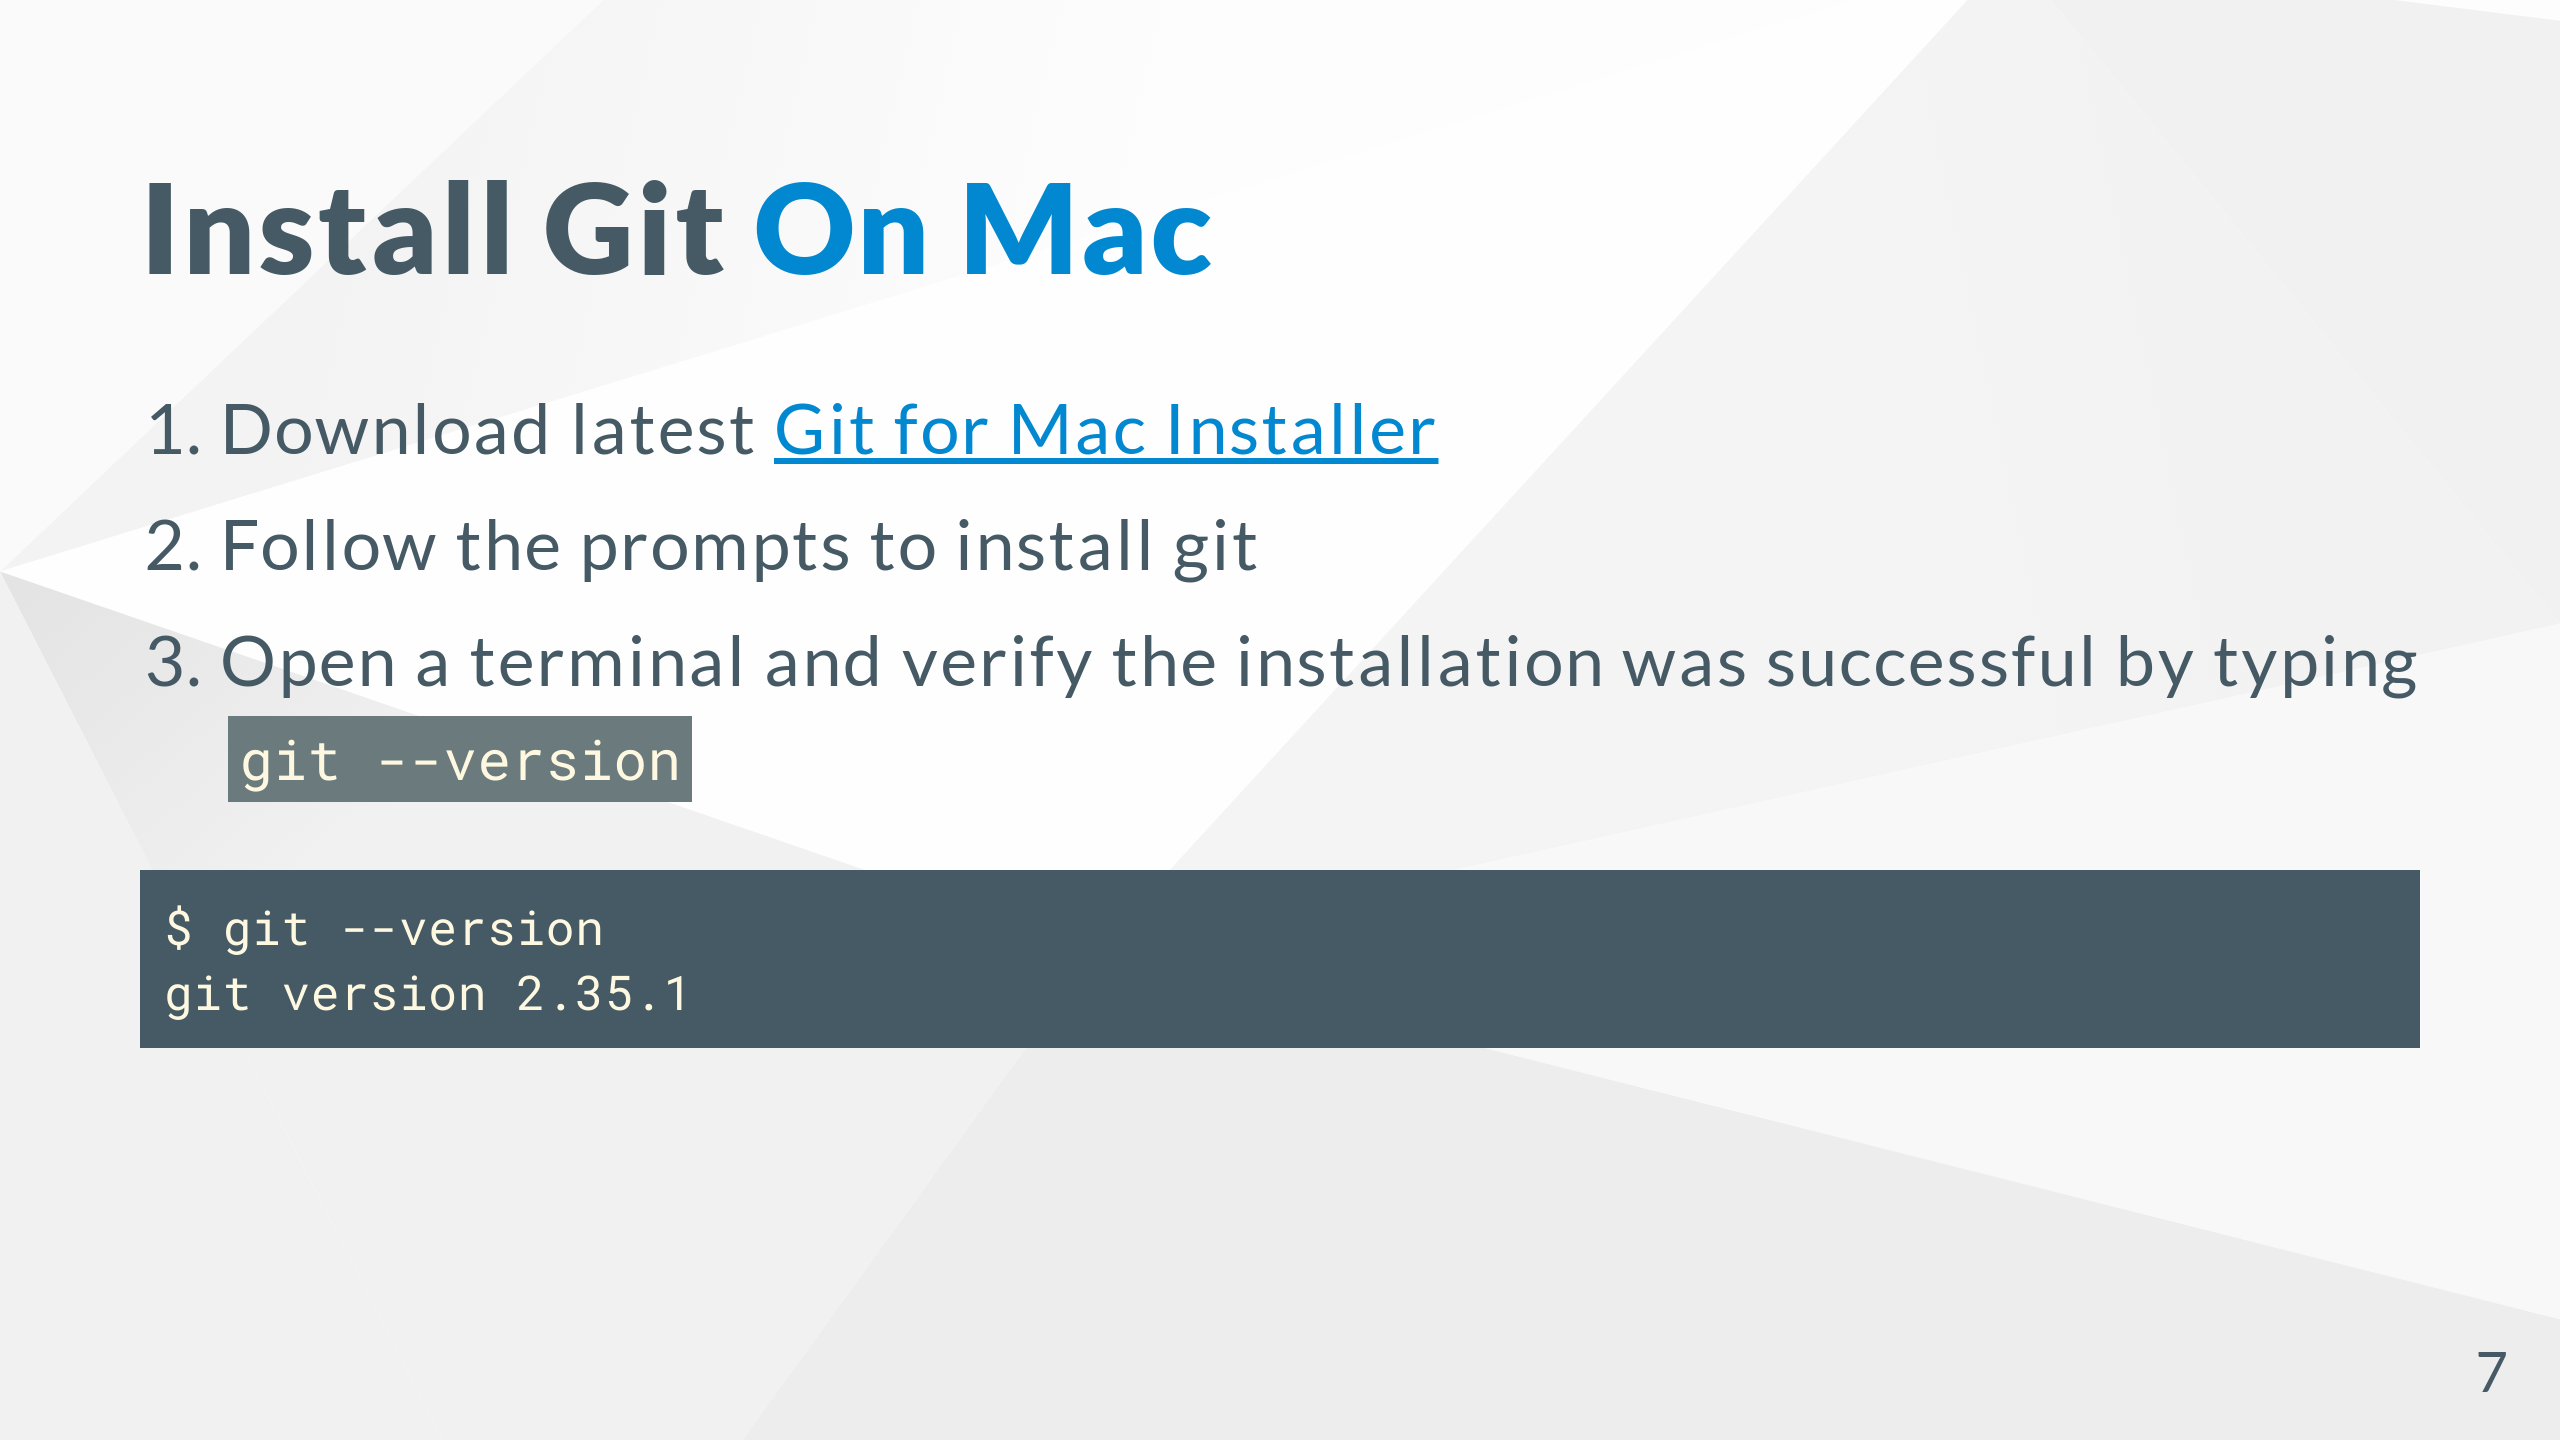 Install Git On Mac
1. Download latest Git for Mac Installer
2. Follow the prompts to install git
3. Open a terminal and verify the installation was successful by typing
git --version
$ git --version
git version 2.35.1
7